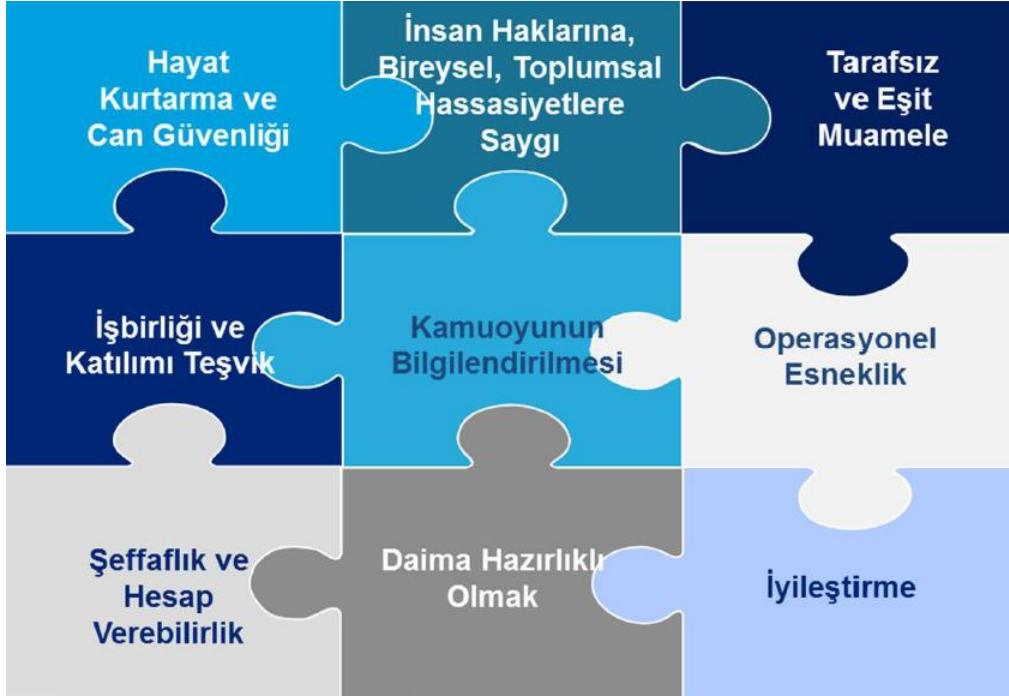 Hayat
Kurtarma ve
Can Güvenliği
İnsan Haklarına,
Bireysel, Toplumsal
Hassasiyetlere
Saygı
Tarafsız
ve Eşit
Muamele
İşbirliği ve
Katılımı Teşvik
Kamuoyunun
Bilgilendirilmesi
Operasyonel
Esneklik
Şeffaflık ve
Hesap
Verebilirlik
Daima Hazırlıklı
Olmak
İyileştirme